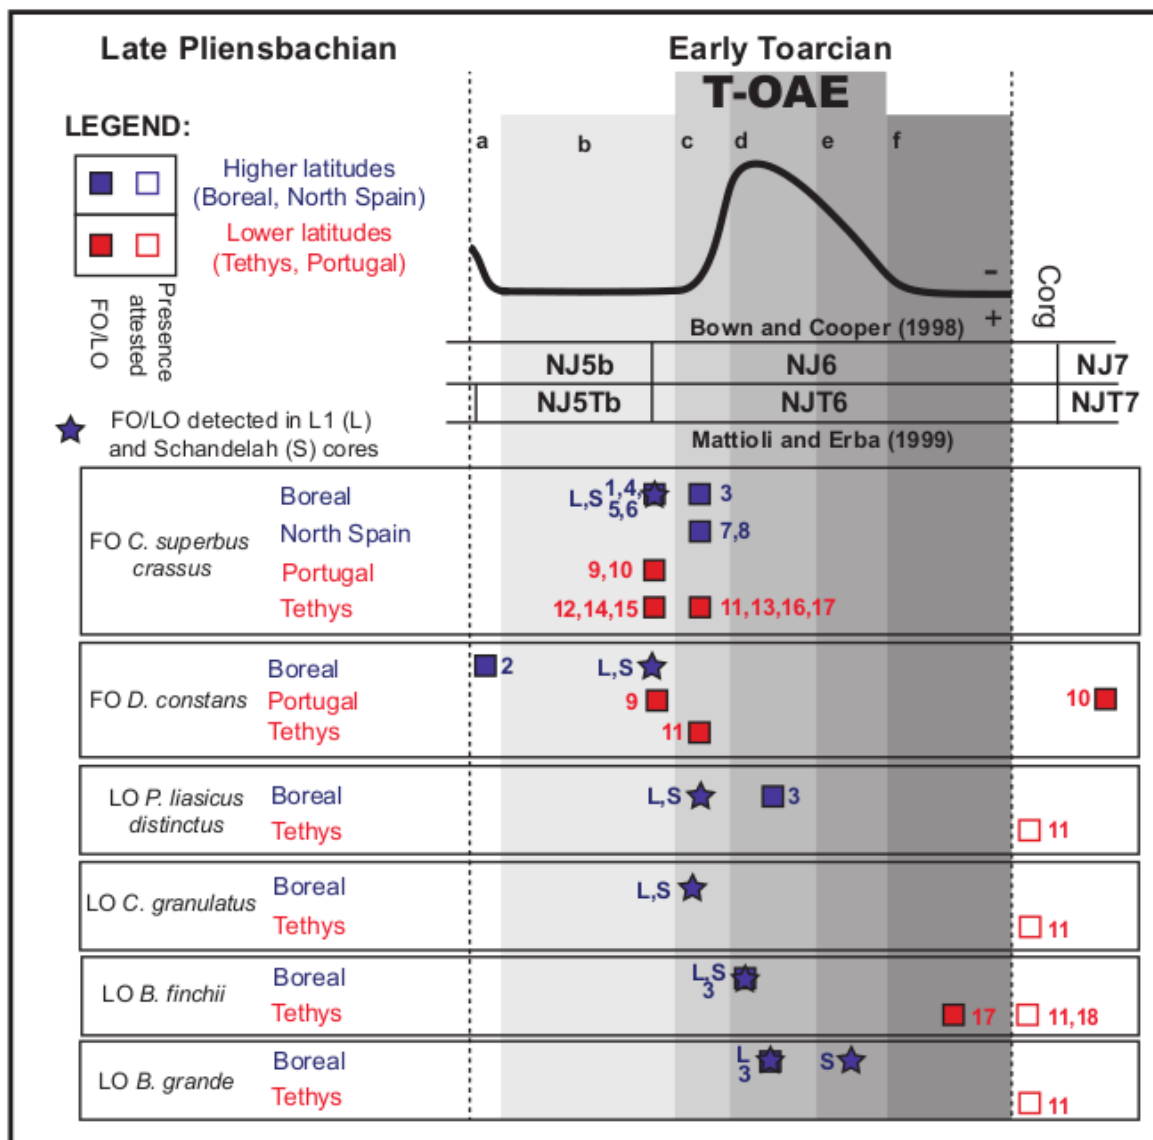 Late Pliensbachian
Early Toarcian
T-OAE
LEGEND:
a
b
c
d
e
f
Higher latitudes
(Boreal, North Spain)
Lower latitudes
(Tethys, Portugal)
FO/LO
Presence
attested
-
+
Corg
Bown and Cooper (1998)
NJ5b
NJ6
NJ7
NJ5Tb
NJT6
NJT7
Mattioli and Erba (1999)
FO/LO detected in L1 (L)
and Schandelah (S) cores
FO C. superbus
crassus
Boreal
L,S
1,4,
5,6
3
North Spain
7,8
Portugal
9,10
Tethys
12,14,15
11,13,16,17
FO D. constans
Boreal
2
L,S
Portugal
9
10
Tethys
11
LO P. liasicus
distinctus
Boreal
L,S
3
Tethys
11
LO C. granulatus
Boreal
L,S
Tethys
11
LO B. finchii
Boreal
L,S
3
Tethys
17
11,18
LO B. grande
Boreal
L
3
S
Tethys
11